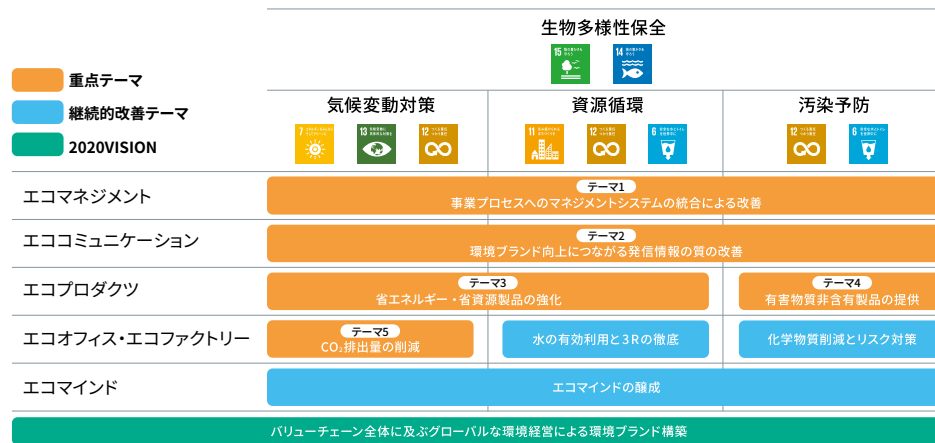 生物多様性保全
15
14
重点テーマ
継続的改善テーマ
2020VISION
気候変動対策
資源循環
汚染予防
7
13
12
11
12
6
12
6
エコマネジメント
テーマ1
事業プロセスへのマネジメントシステムの統合による改善
エココミュニケーション
テーマ2
環境ブランド向上につながる発信情報の質の改善
エコプロダクツ
テーマ3
省エネルギー・省資源製品の強化
テーマ4
有害物質非含有製品の提供
エコオフィス・エコファクトリー
テーマ5
CO₂排出量の削減
水の有効利用と3Rの徹底
化学物質削減とリスク対策
エコマインド
エコマインドの醸成
バリューチェーン全体に及ぶグローバルな環境経営による環境ブランド構築